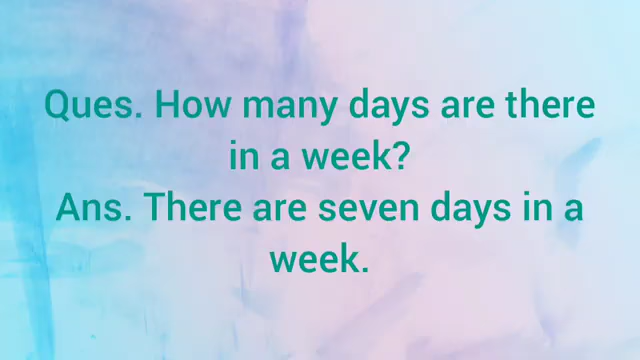 Ques. How many days are there
in a week?
Ans. There are seven days in a
week.